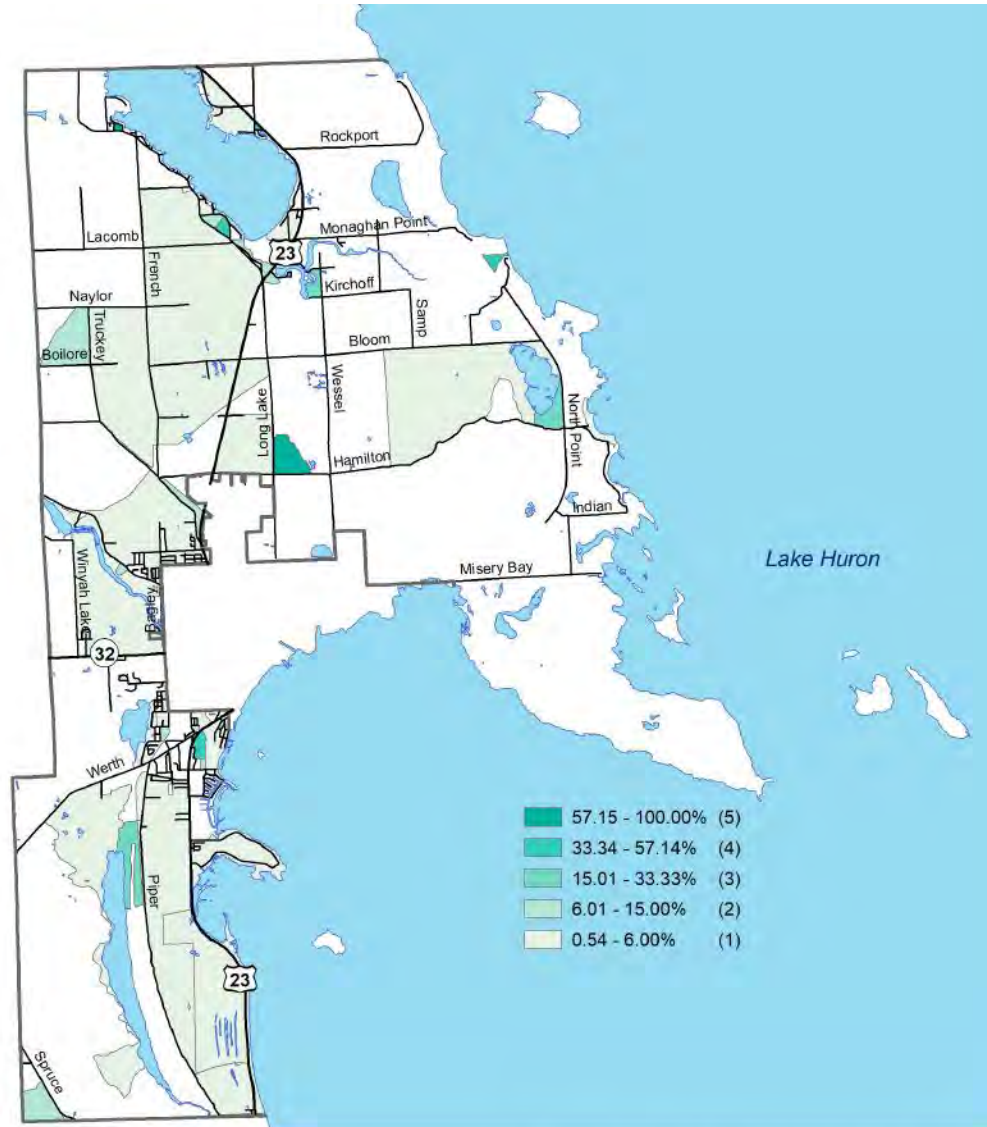 Rockport
Monaghan Point
Lacomb
23
French
Kirchoff
Naylor
Truckey
Samp
Bloom
Boilore
Wessel
Long Lake
North Point
Hamilton
Indian
Lake Huron
Misery Bay
Winyah Lake
Bagley
32
Werth
57.15 - 100.00% (5)
33.34 - 57.14% (4)
15.01 - 33.33% (3)
6.01 - 15.00% (2)
0.54 - 6.00% (1)
Piper
23
Spruce